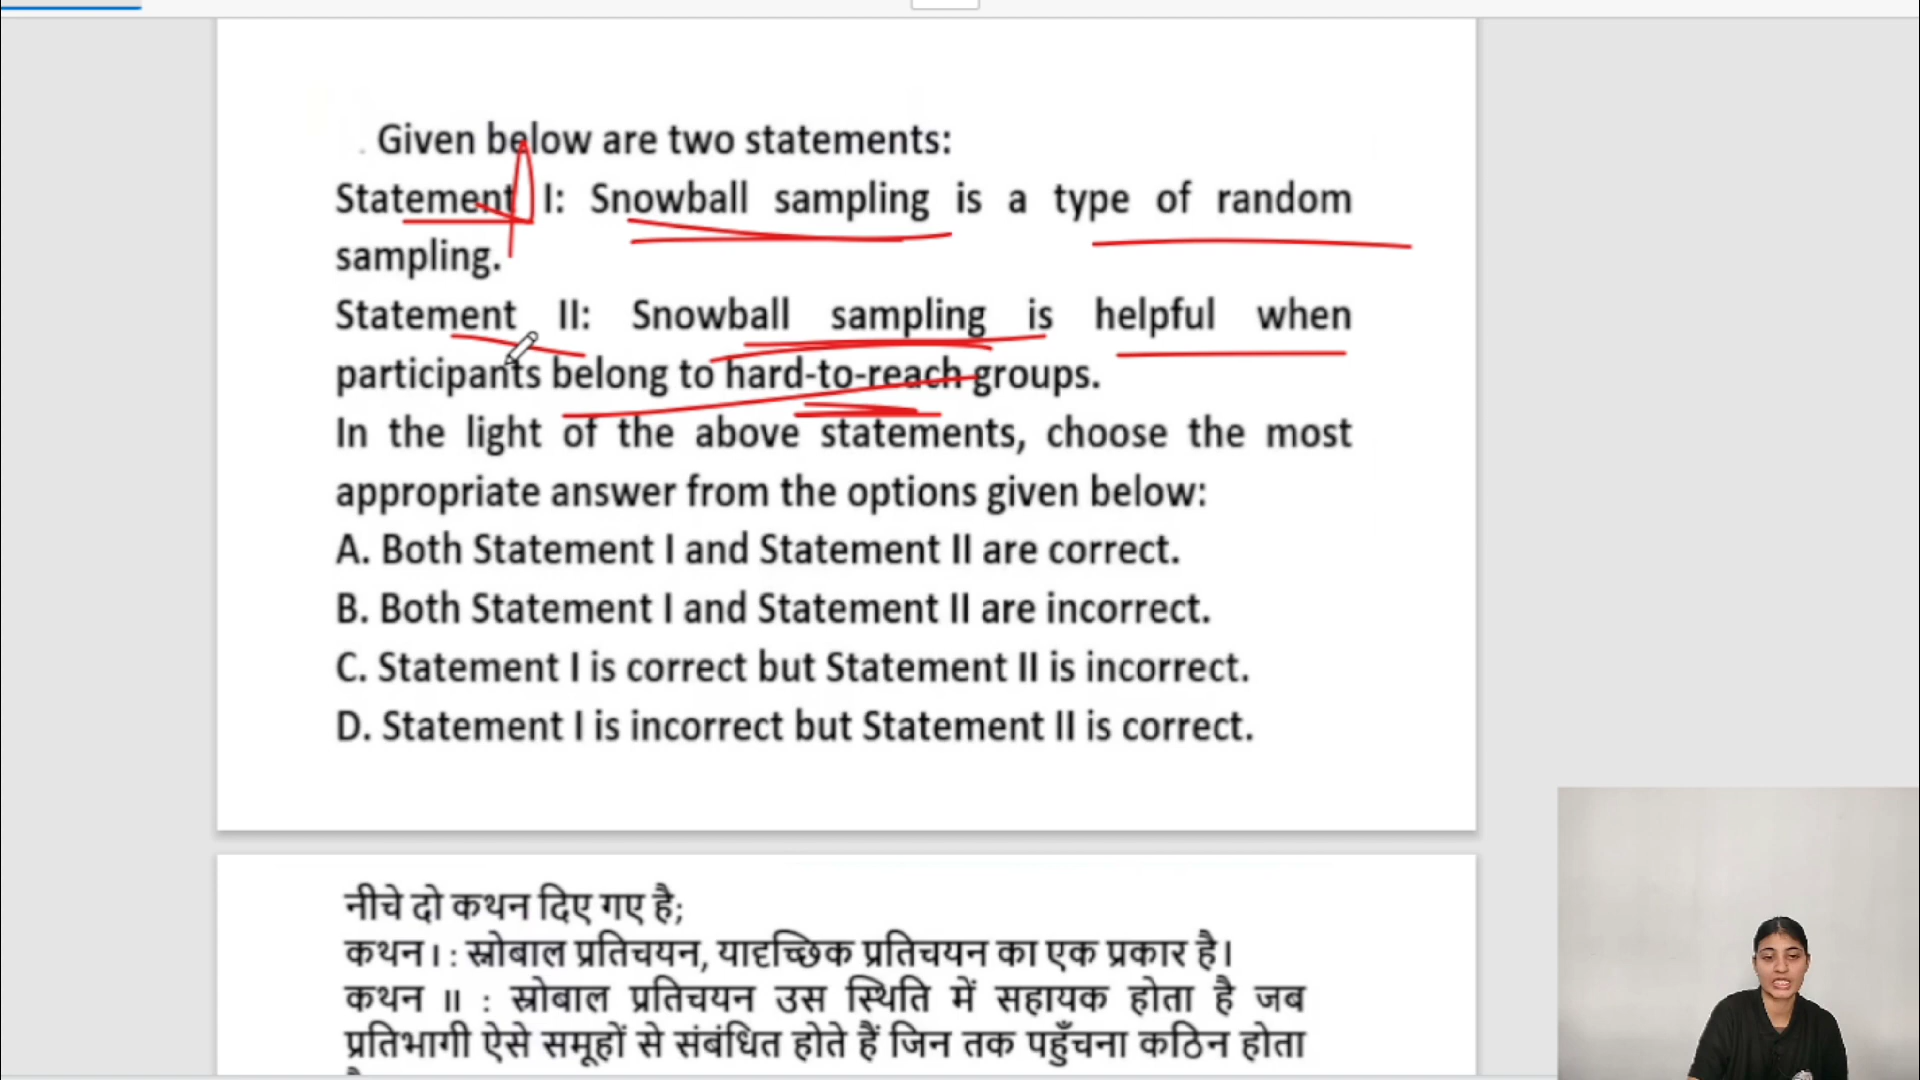 Given below are two statements:
Statement I: Snowball sampling is a type of random
sampling.
Statement II: Snowball sampling is helpful when
participants belong to hard-to-reach groups.
In the light of the above statements, choose the most
appropriate answer from the options given below:
A. Both Statement I and Statement II are correct.
B. Both Statement I and Statement II are incorrect.
C. Statement I is correct but Statement II is incorrect.
D. Statement I is incorrect but Statement II is correct.
नीचे दो कथन दिए गए है;
कथन। : स्नोबाल प्रतिचयन, यादृच्छिक प्रतिचयन का एक प्रकार है।
कथन II : स्नोबाल प्रतिचयन उस स्थिति में सहायक होता है जब
प्रतिभागी ऐसे समूहों से संबंधित होते हैं जिन तक पहुँचना कठिन होता